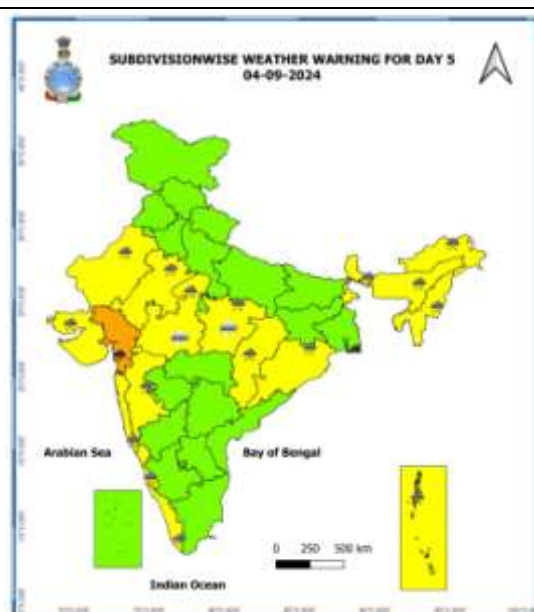 SUBDIVISIONWISE WEATHER WARNING FOR DAY 5
04-09-2024
Arabian Sea
Bay of Bengal
0 250 500 km
Indian Ocean